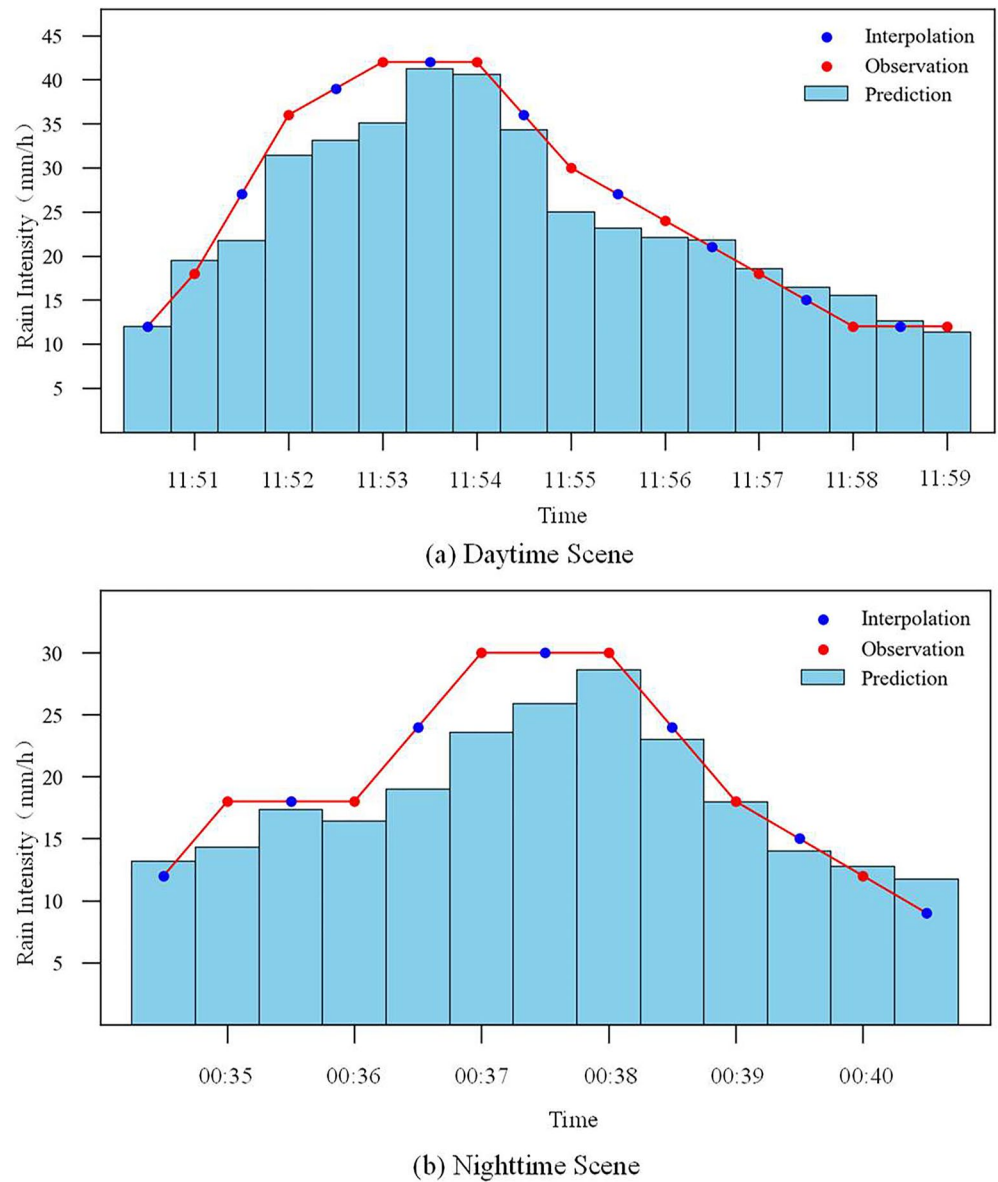 45
40
35
30
25
20
15
10
5
Rain Intensity（mm/h）
Interpolation
Observation
Prediction
11:51 11:52 11:53 11:54 11:55 11:56 11:57 11:58 11:59
Time
(a) Daytime Scene
30
25
20
15
10
5
Rain Intensity（mm/h）
Interpolation
Observation
Prediction
00:35 00:36 00:37 00:38 00:39 00:40
Time
(b) Nighttime Scene